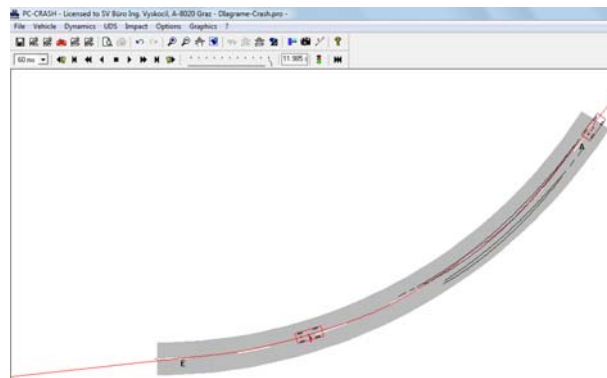 PC-CRASH - Licensed to SV Büro Ing. Vyskocil, A-8020 Graz - DIagrame-Crash.pro -
File Vehicle Dynamics UDS Impact Options Graphics ?
60 ms 11.985 s
A
E